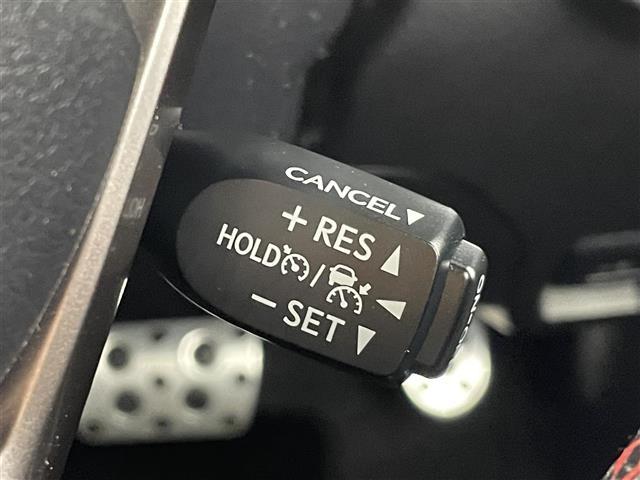 CANCEL▼
+ RES ▲
HOLD / ◀
− SET ▼